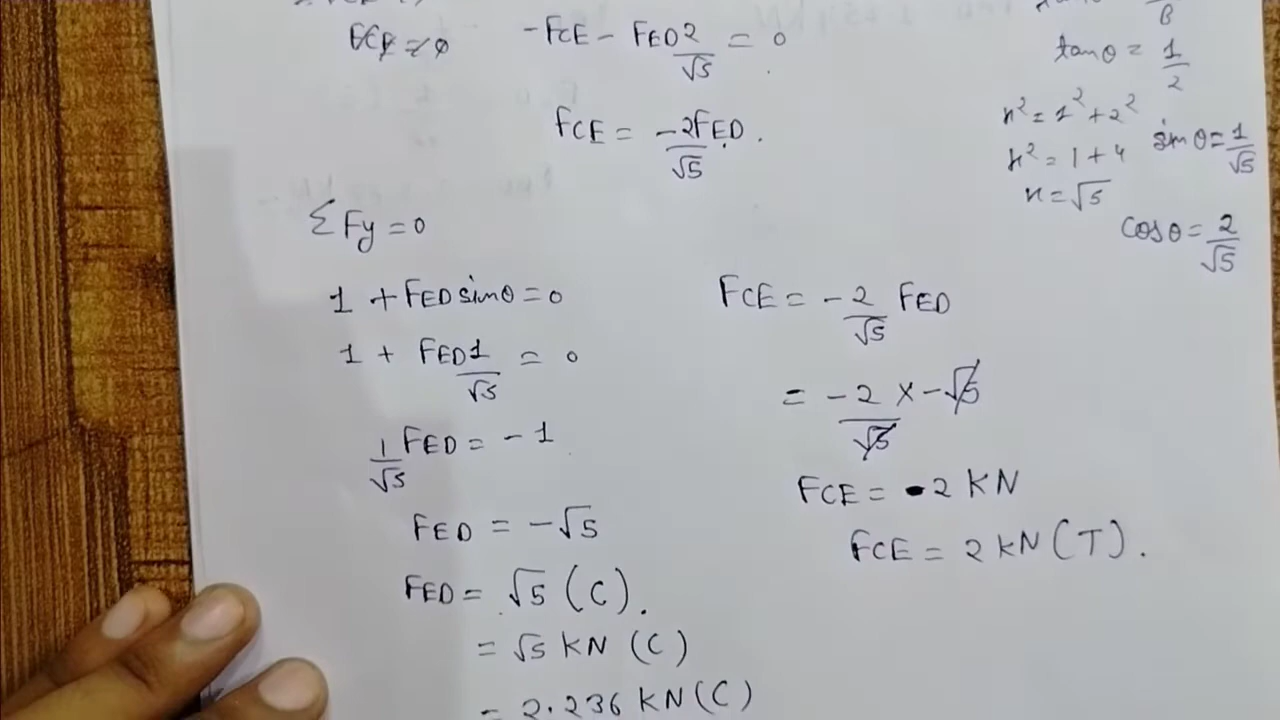 -FCE - FED 2/√5 = 0
FCE = -2FED/√5 .
ΣFy = 0
1 + FED sinθ = 0
1 + FED 1/√5 = 0
1/√5 FED = -1
FED = -√5
FED = √5 (C).
= √5 KN (C)
= 2.236 KN (C)
tanθ = 1/2
x² = 1² + 2²
x² = 1 + 4
x = √5
sinθ = 1/√5
cosθ = 2/√5
FCE = -2/√5 FED
= -2/√5 × -√5
FCE = 2 KN
FCE = 2 KN (T).